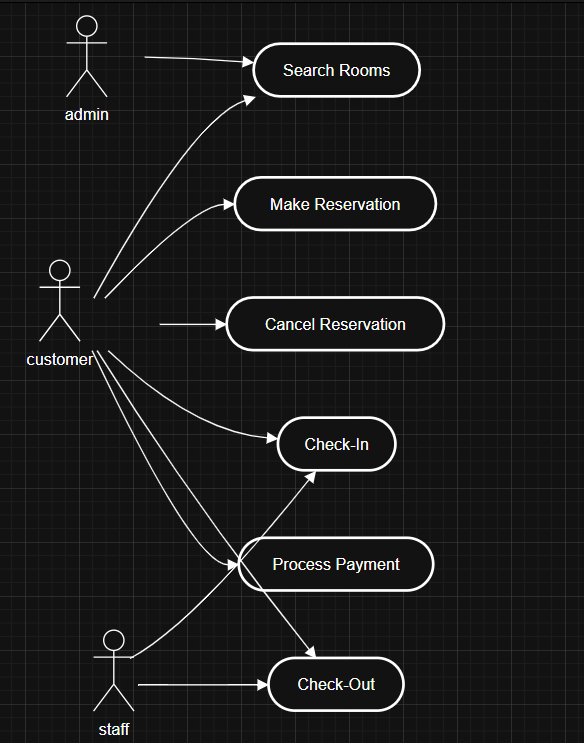 admin
Search Rooms
Make Reservation
customer
Cancel Reservation
Check-In
Process Payment
staff
Check-Out